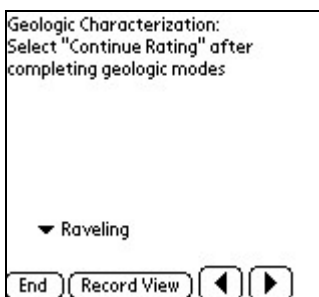 Geologic Characterization:
Select "Continue Rating" after
completing geologic modes
Raveling
End Record View